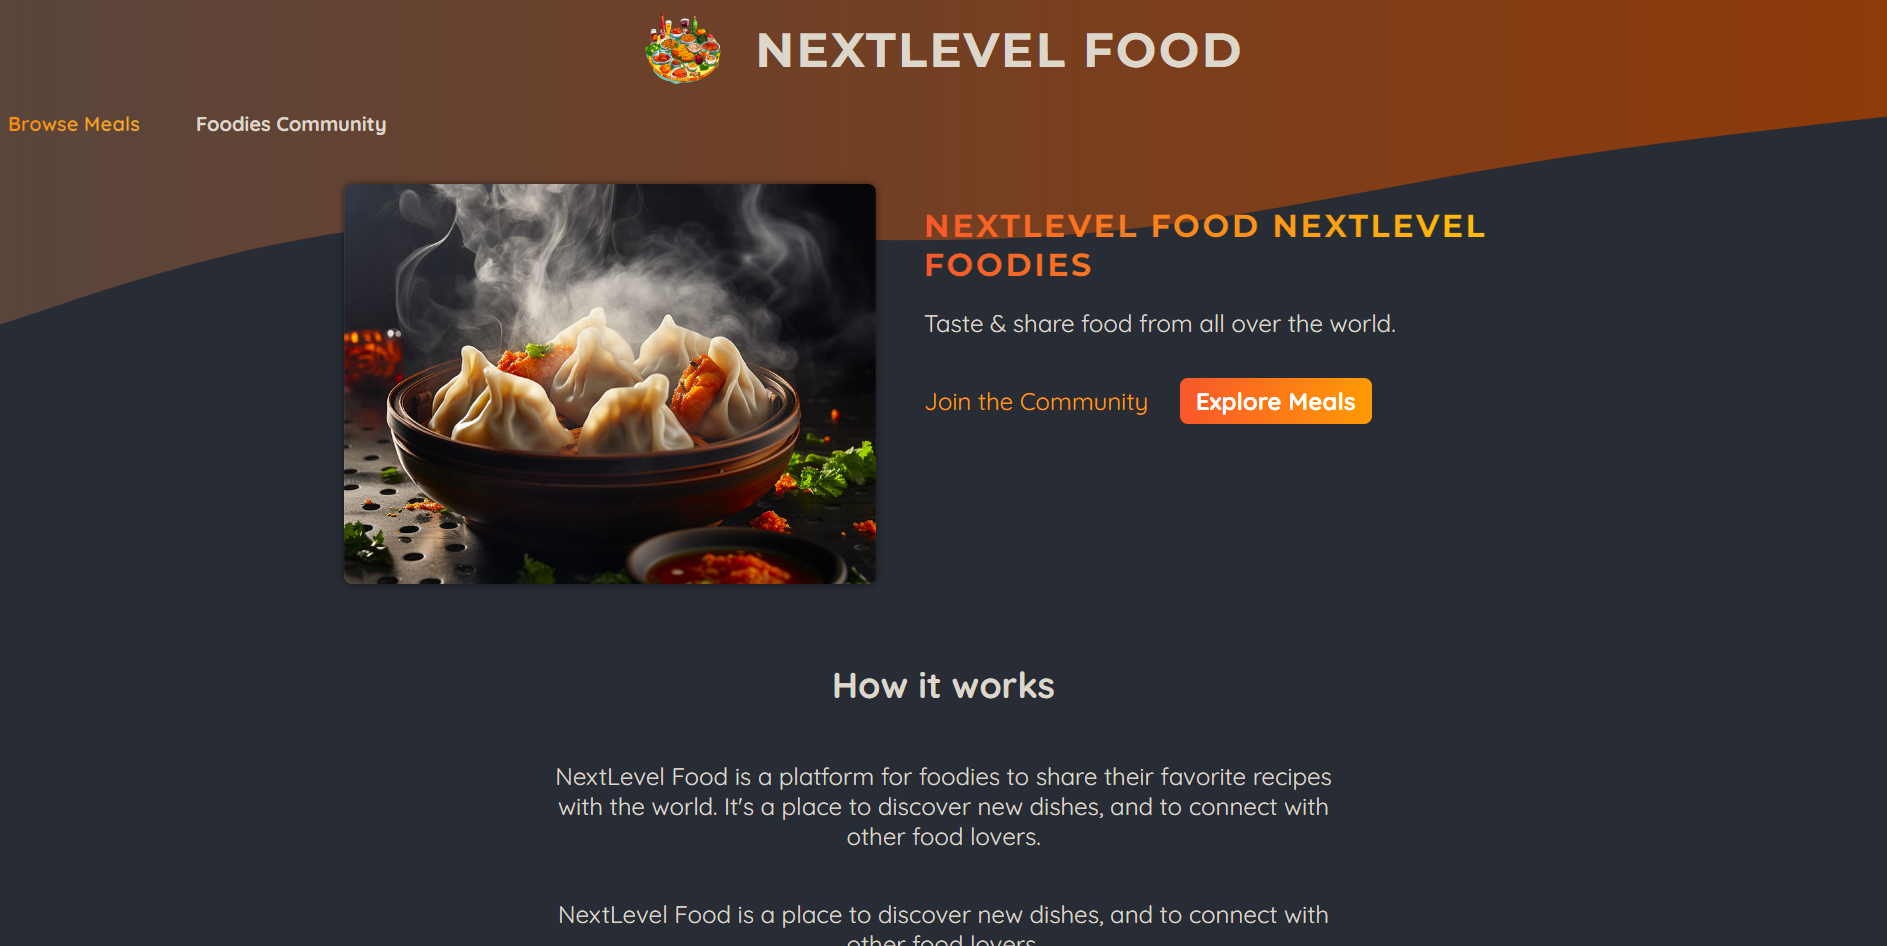 NEXTLEVEL FOOD
Browse Meals
Foodies Community
NEXTLEVEL FOOD NEXTLEVEL
FOODIES
Taste & share food from all over the world.
Join the Community
Explore Meals
How it works
NextLevel Food is a platform for foodies to share their favorite recipes
with the world. It's a place to discover new dishes, and to connect with
other food lovers.
NextLevel Food is a place to discover new dishes, and to connect with
other food lovers.